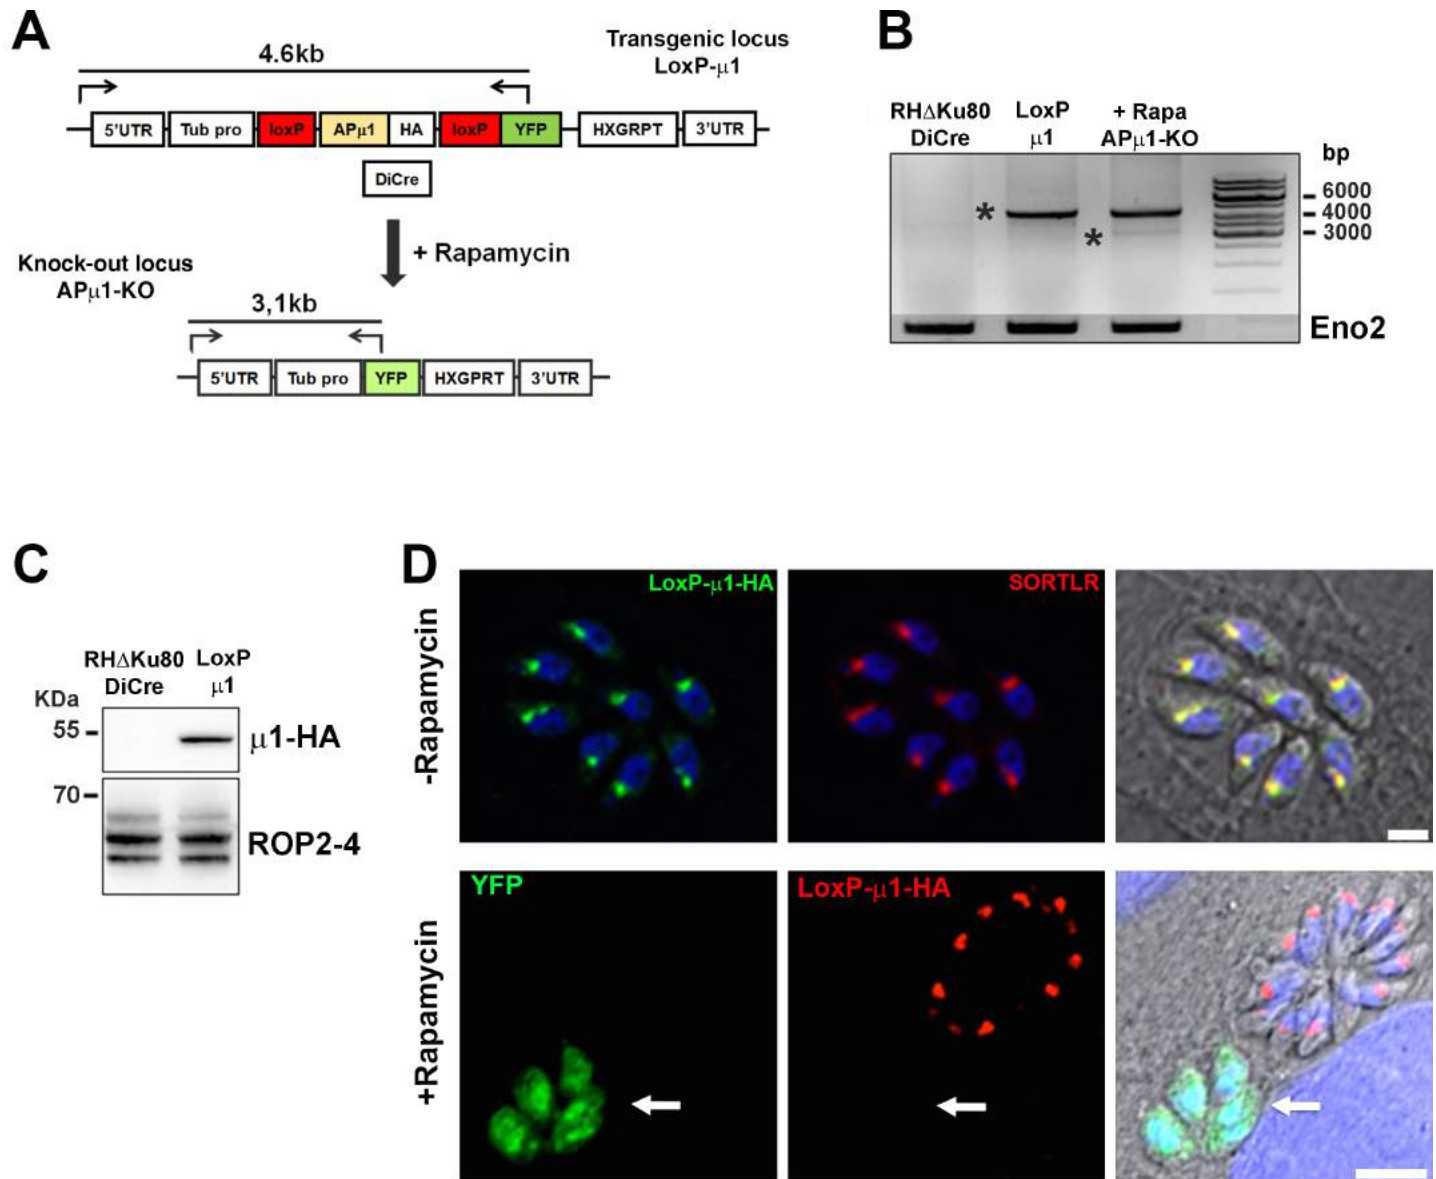 A
4.6kb
Transgenic locus
LoxP-μ1
5'UTR
Tub pro
loxP
APμ1
HA
loxP
YFP
HXGRPT
3'UTR
DiCre
+ Rapamycin
Knock-out locus
APμ1-KO
3,1kb
5'UTR
Tub pro
YFP
HXGPRT
3'UTR
B
RHΔKu80
DiCre
LoxP
μ1
+ Rapa
APμ1-KO
bp
*
*
6000
4000
3000
Eno2
C
RHΔKu80
DiCre
LoxP
μ1
KDa
55
μ1-HA
70
ROP2-4
D
-Rapamycin
LoxP-μ1-HA
SORTLR
+Rapamycin
YFP
LoxP-μ1-HA